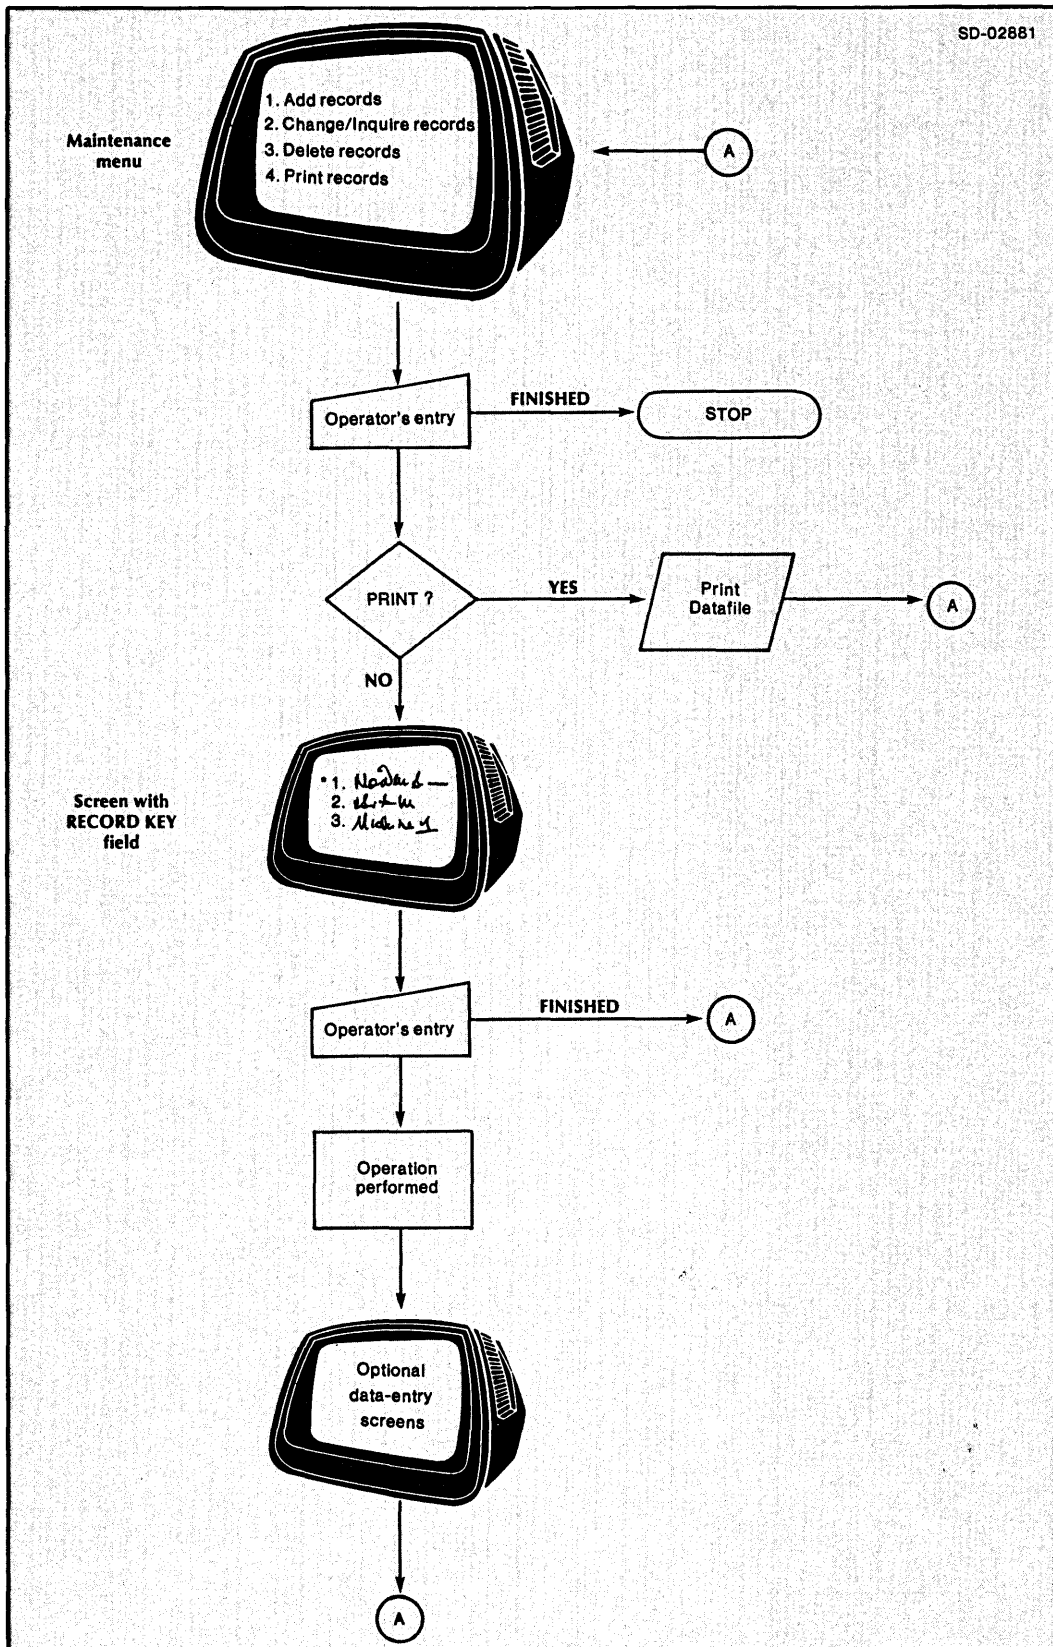 SD-02881
Maintenance
menu
1. Add records
2. Change/Inquire records
3. Delete records
4. Print records
A
Operator's entry
FINISHED
STOP
PRINT ?
YES
Print
Datafile
A
NO
Screen with
RECORD KEY
field
1.
2.
3.
Operator's entry
FINISHED
A
Operation
performed
Optional
data-entry
screens
A